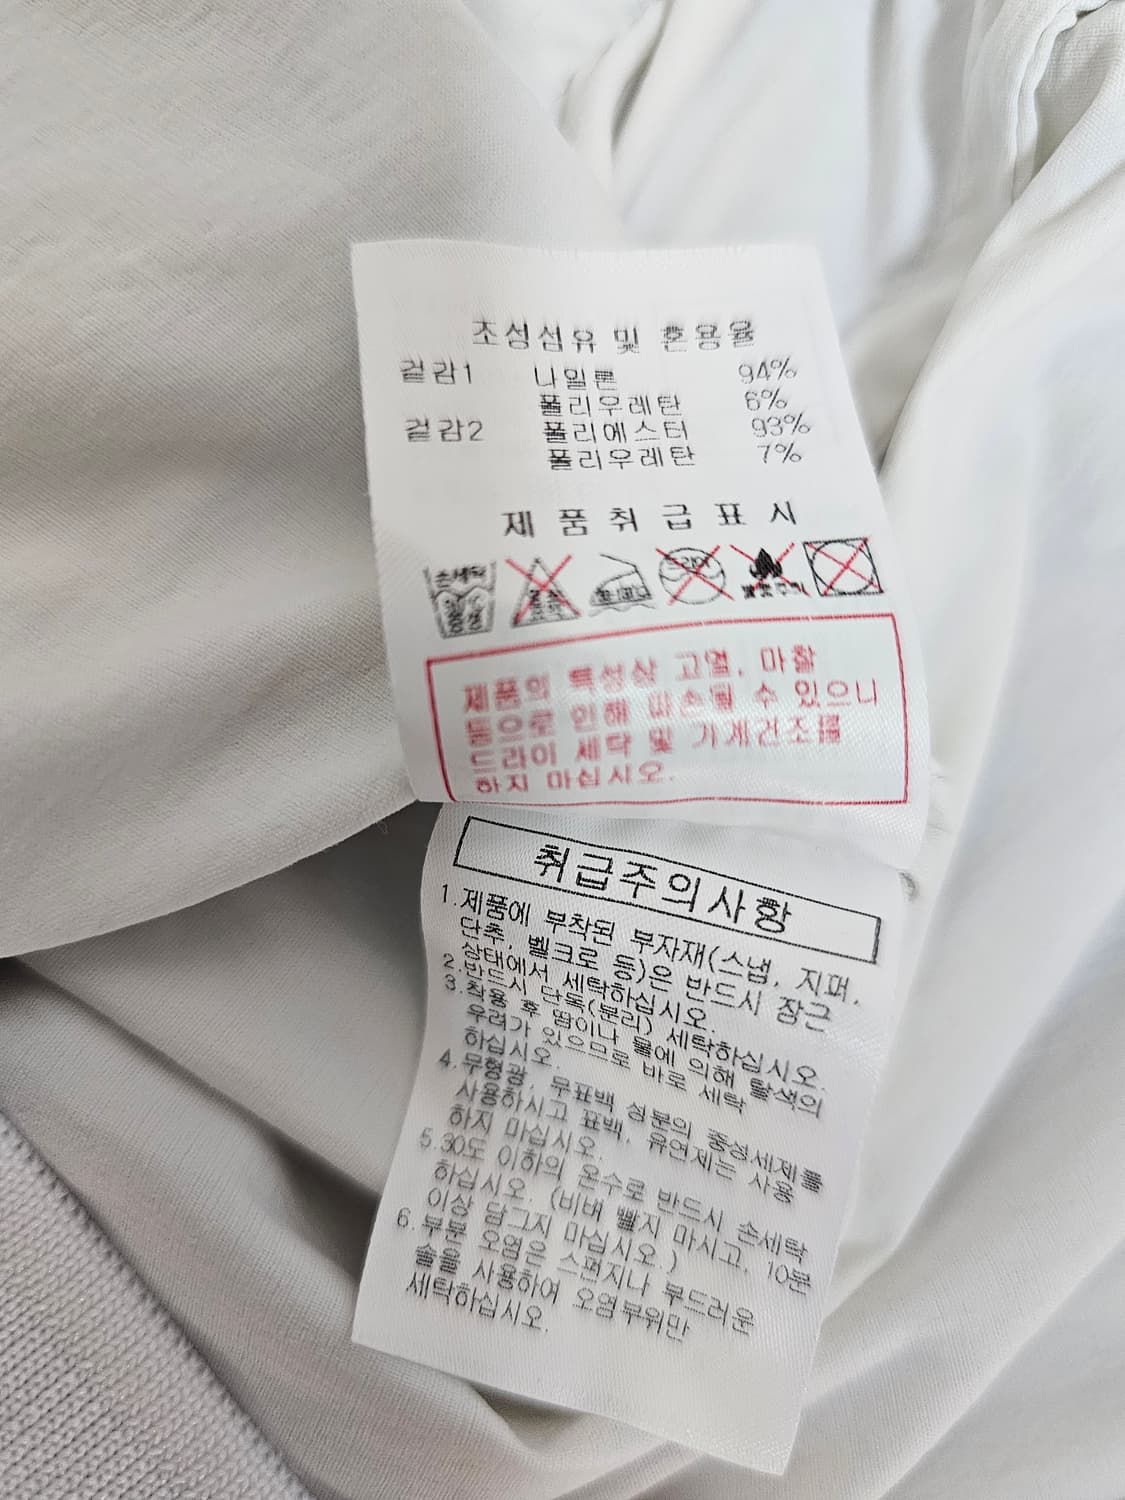 조성섬유 및 혼용율
겉감1 나일론 94%
폴리우레탄 6%
겉감2 폴리에스터 93%
폴리우레탄 7%
제 품 취 급 표 시
손세탁
중성
드라이
제품의 특성상 고열, 마찰
등으로 인해 파손될 수 있으니
드라이 세탁 및 기계건조를
하지 마십시오.
취급주의사항
1.제품에 부착된 부자재(스냅, 지퍼,
단추, 벨크로 등)은 반드시 잠근
상태에서 세탁하십시오.
2.반드시 단독(분리) 세탁하십시오.
3.착용 후 땀이나 물에 의해 탈색의
우려가 있으므로 바로 세탁
하십시오.
4.무형광, 무표백 성분의 중성세제를
사용하시고 표백, 유연제는 사용
하지 마십시오.
5.30도 이하의 온수로 반드시 손세탁
하십시오. (비벼 빨지 마시고, 10분
이상 담그지 마십시오.)
6.부분 오염은 스펀지나 부드러운
솔을 사용하여 오염부위만
세탁하십시오.